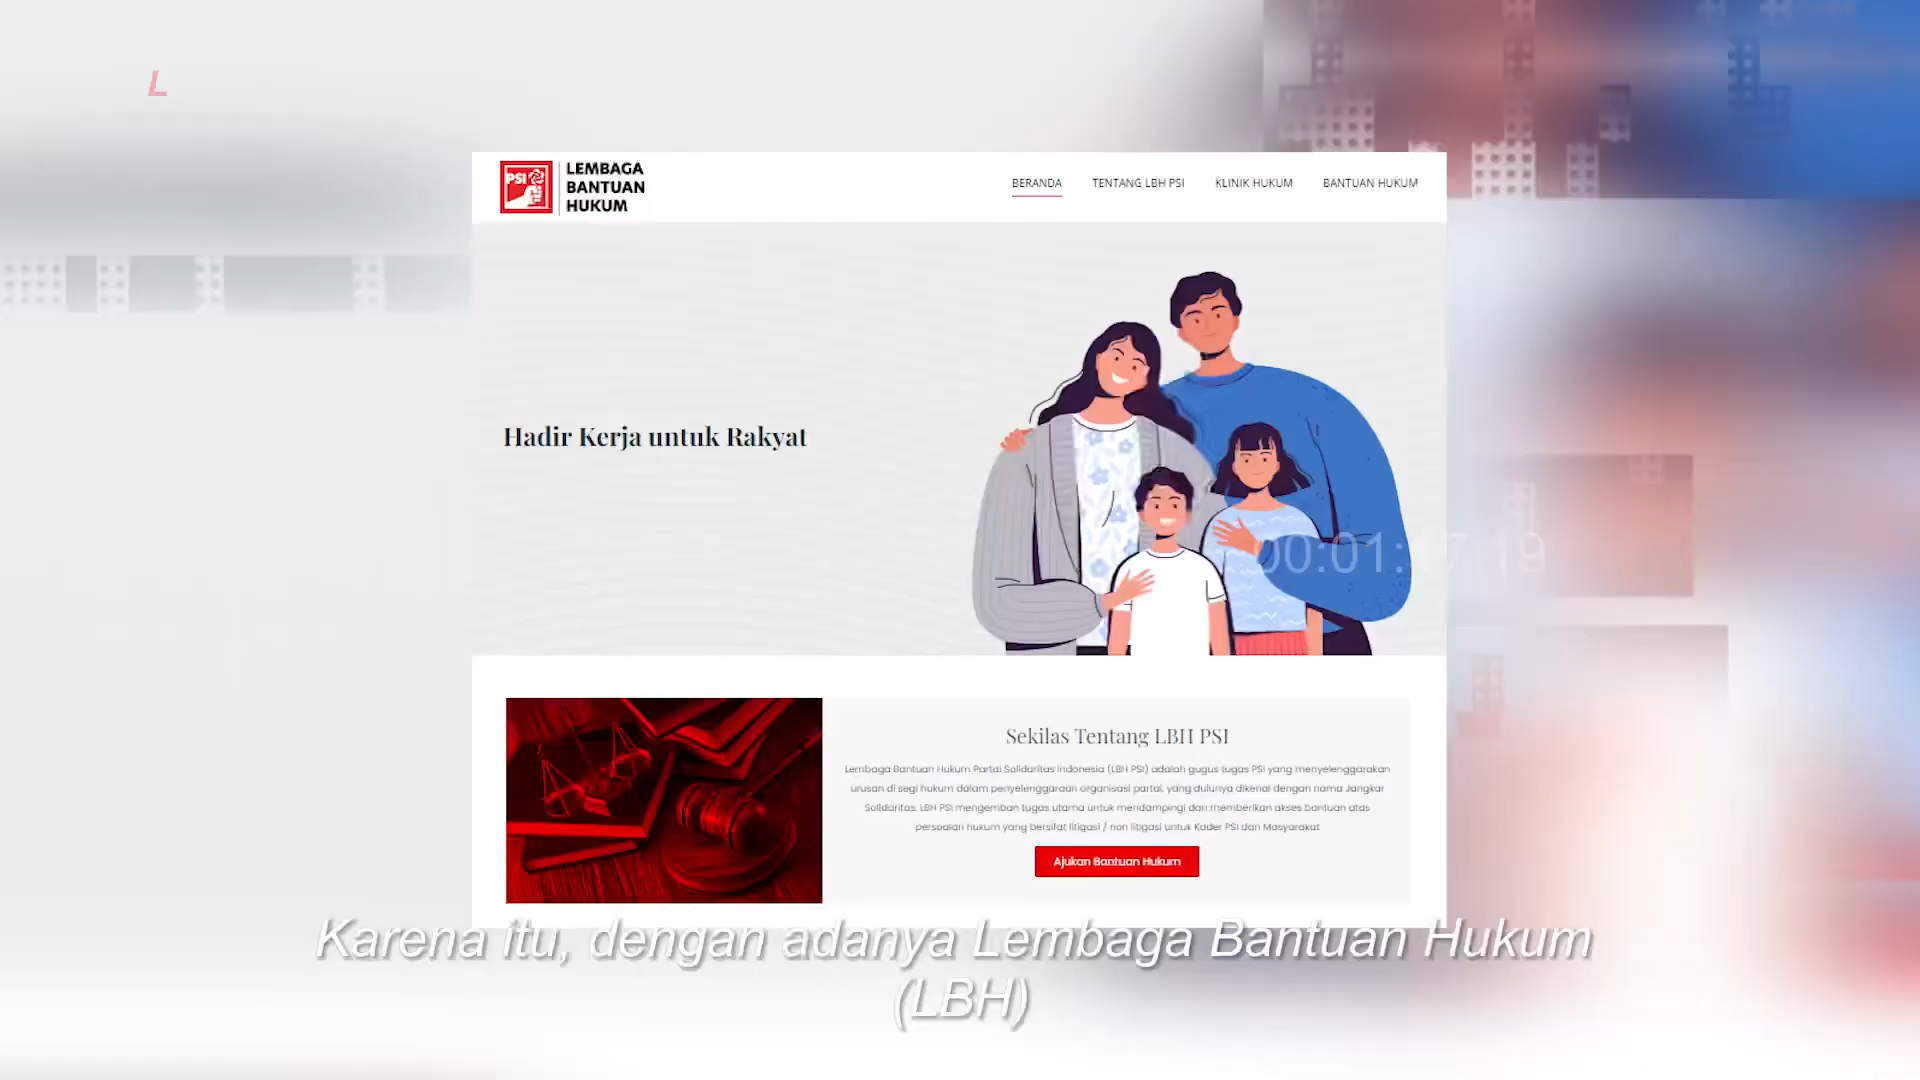 L
PSI
LEMBAGA
BANTUAN
HUKUM
BERANDA TENTANG LBH PSI KLINIK HUKUM BANTUAN HUKUM
Hadir Kerja untuk Rakyat
00:01:17:19
Sekilas Tentang LBH PSI
Lembaga Bantuan Hukum Partai Solidaritas Indonesia (LBH PSI) adalah gugus tugas PSI yang menyelenggarakan
urusan di segi hukum dalam penyelenggaraan organisasi partai, yang dulunya dikenal dengan nama Jangkar
Solidaritas. LBH PSI mengemban tugas utama untuk mendampingi dan memberikan akses bantuan atas
persoalan hukum yang bersifat litigasi / non litigasi untuk Kader PSI dan Masyarakat
Ajukan Bantuan Hukum
Karena itu, dengan adanya Lembaga Bantuan Hukum
(LBH)